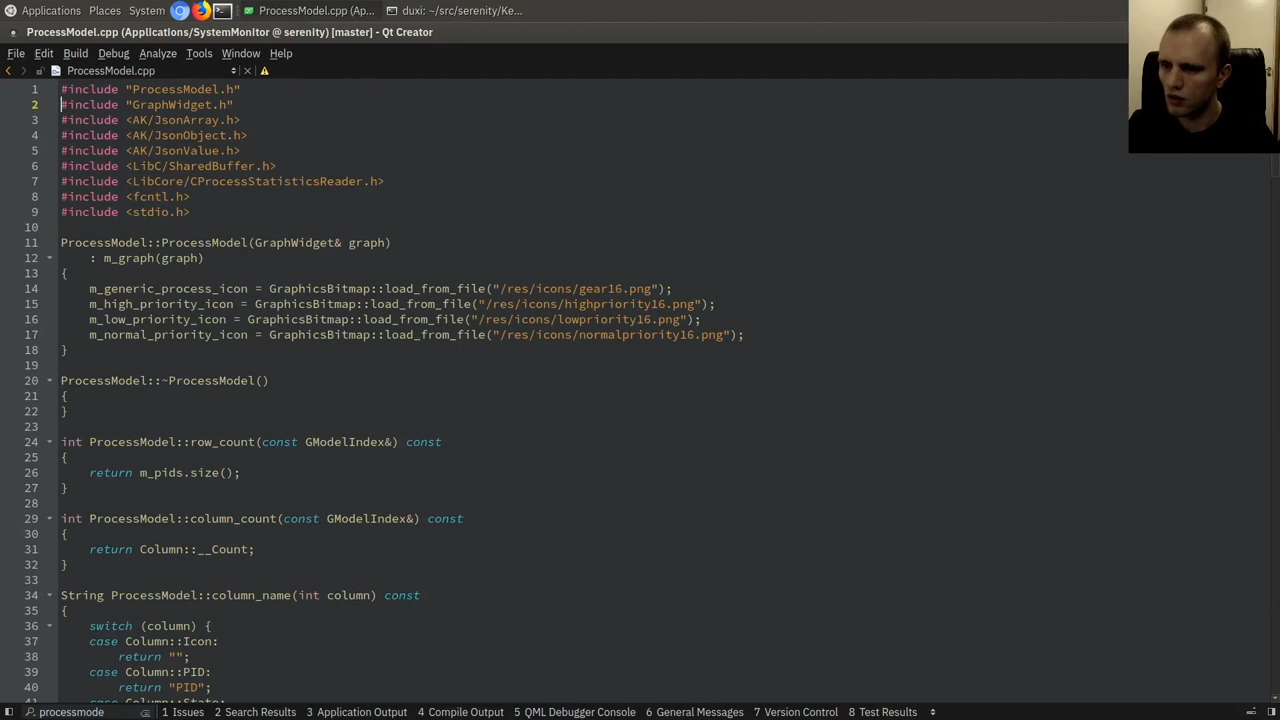 Applications Places System ProcessModel.cpp (Ap... duxi: ~/src/serenity/Ke...
ProcessModel.cpp (Applications/SystemMonitor @ serenity) [master] - Qt Creator
File Edit Build Debug Analyze Tools Window Help
ProcessModel.cpp
1 #include "ProcessModel.h"
2 #include "GraphWidget.h"
3 #include <AK/JsonArray.h>
4 #include <AK/JsonObject.h>
5 #include <AK/JsonValue.h>
6 #include <LibC/SharedBuffer.h>
7 #include <LibCore/CProcessStatisticsReader.h>
8 #include <fcntl.h>
9 #include <stdio.h>
10
11 ProcessModel::ProcessModel(GraphWidget& graph)
12 : m_graph(graph)
13 {
14 m_generic_process_icon = GraphicsBitmap::load_from_file("/res/icons/gear16.png");
15 m_high_priority_icon = GraphicsBitmap::load_from_file("/res/icons/highpriority16.png");
16 m_low_priority_icon = GraphicsBitmap::load_from_file("/res/icons/lowpriority16.png");
17 m_normal_priority_icon = GraphicsBitmap::load_from_file("/res/icons/normalpriority16.png");
18 }
19
20 ProcessModel::~ProcessModel()
21 {
22 }
23
24 int ProcessModel::row_count(const GModelIndex&) const
25 {
26 return m_pids.size();
27 }
28
29 int ProcessModel::column_count(const GModelIndex&) const
30 {
31 return Column::__Count;
32 }
33
34 String ProcessModel::column_name(int column) const
35 {
36 switch (column) {
37 case Column::Icon:
38 return "";
39 case Column::PID:
40 return "PID";
41 case Column::State:
processmode 1 Issues 2 Search Results 3 Application Output 4 Compile Output 5 QML Debugger Console 6 General Messages 7 Version Control 8 Test Results